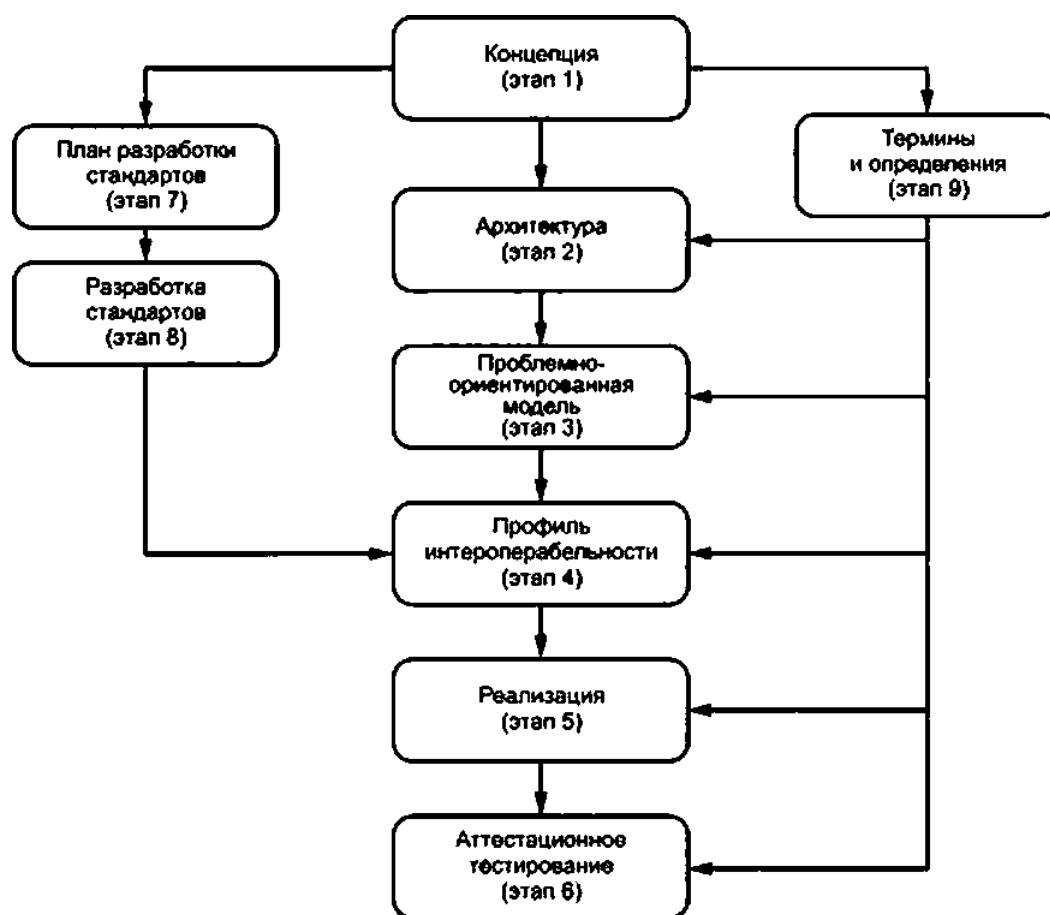 Концепция
(этап 1)
План разработки
стандартов
(этап 7)
Термины
и определения
(этап 9)
Архитектура
(этап 2)
Разработка
стандартов
(этап 8)
Проблемно-
ориентированная
модель
(этап 3)
Профиль
интероперабельности
(этап 4)
Реализация
(этап 5)
Аттестационное
тестирование
(этап 6)